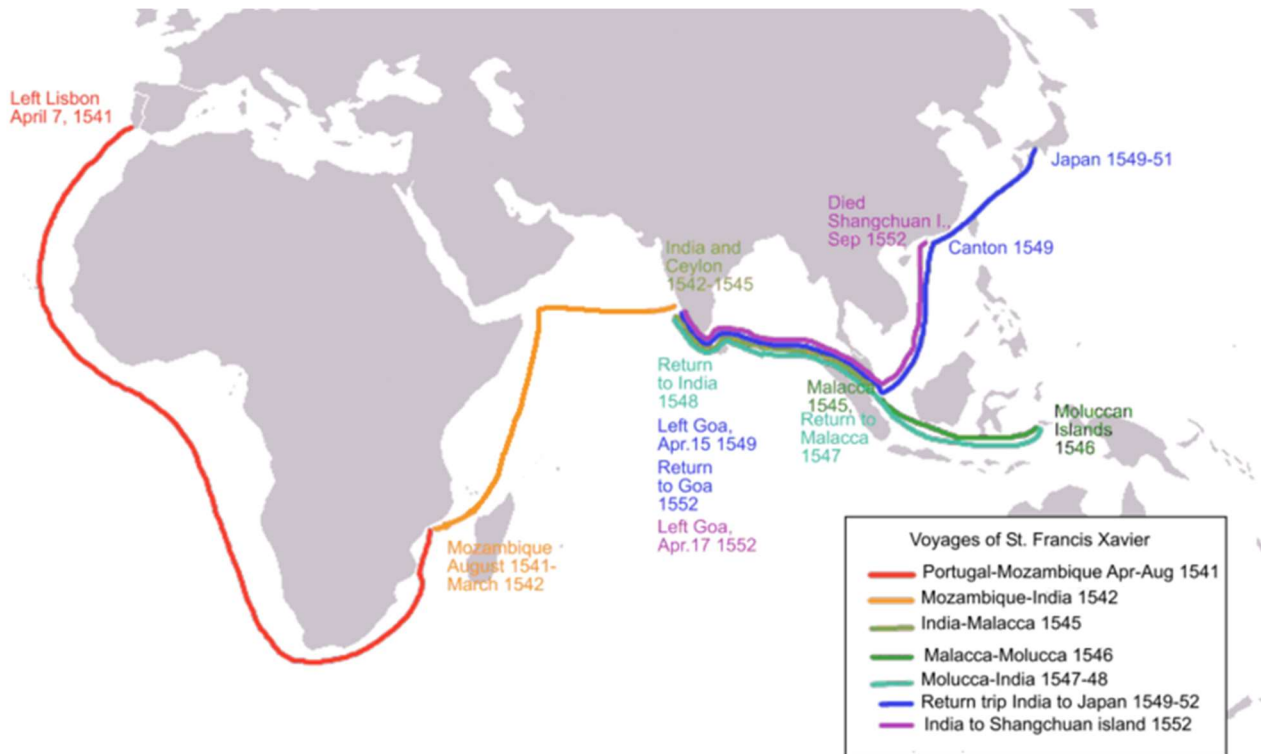 Left Lisbon
April 7, 1541
Japan 1549-51
Died
Shangchuan I.,
Sep 1552
Canton 1549
India and
Ceylon
1542-1545
Return
to India
1548
Malacca
1545,
Return to
Malacca
1547
Moluccan
Islands
1546
Left Goa,
Apr.15 1549
Return
to Goa
1552
Left Goa,
Apr.17 1552
Mozambique
August 1541-
March 1542
Voyages of St. Francis Xavier
Portugal-Mozambique Apr-Aug 1541
Mozambique-India 1542
India-Malacca 1545
Malacca-Molucca 1546
Molucca-India 1547-48
Return trip India to Japan 1549-52
India to Shangchuan island 1552